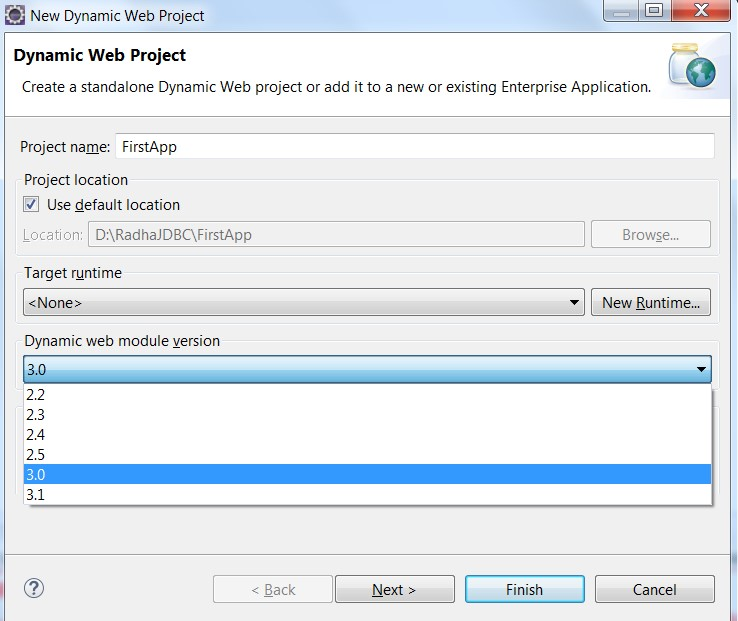 New Dynamic Web Project
Dynamic Web Project
Create a standalone Dynamic Web project or add it to a new or existing Enterprise Application.
Project name: FirstApp
Project location
Use default location
Location: D:\RadhaJDBC\FirstApp Browse...
Target runtime
<None> New Runtime...
Dynamic web module version
3.0
2.2
2.3
2.4
2.5
3.0
3.1
? < Back Next > Finish Cancel